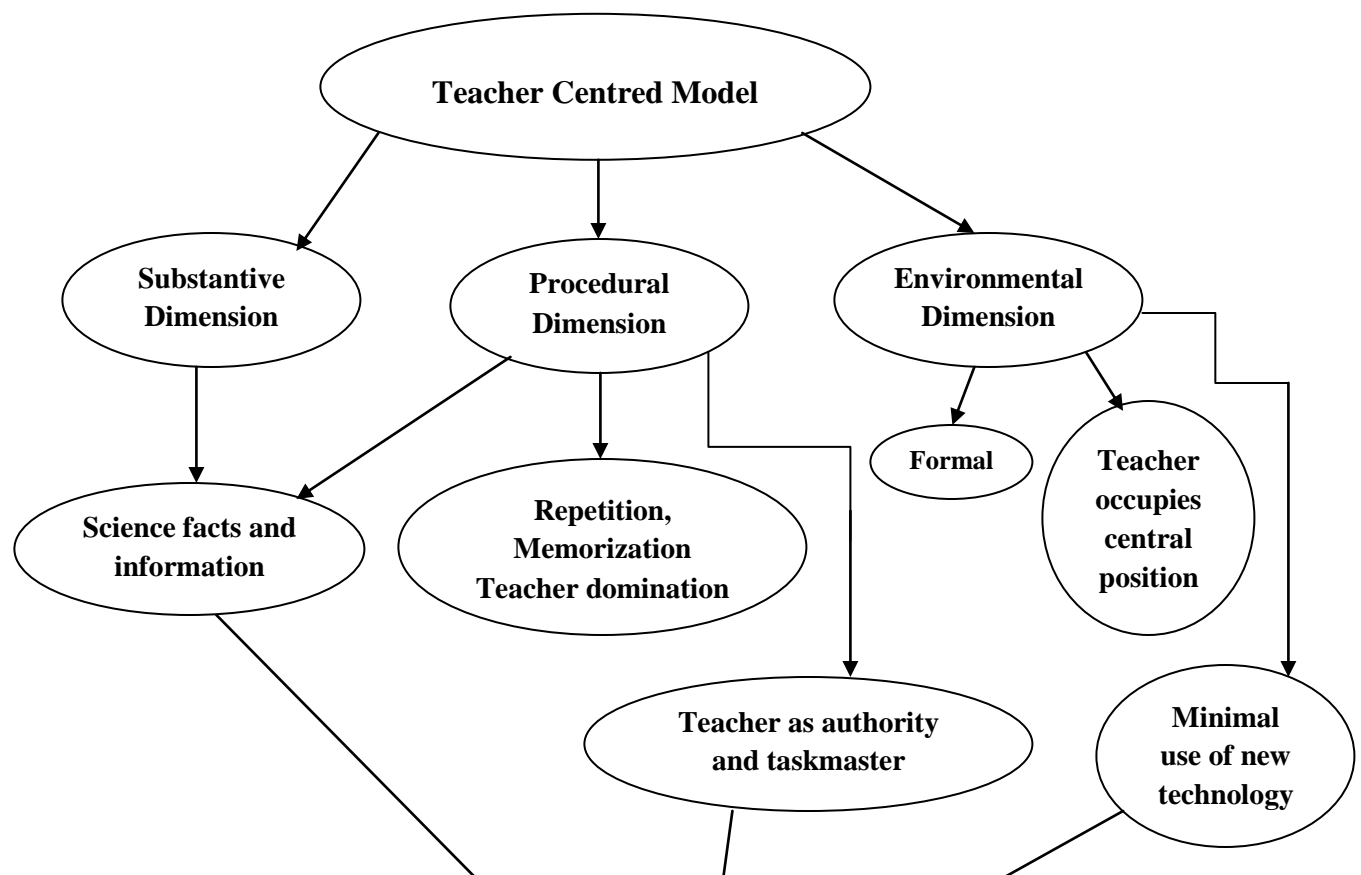 Teacher Centred Model
Substantive
Dimension
Procedural
Dimension
Environmental
Dimension
Science facts and
information
Repetition,
Memorization
Teacher domination
Formal
Teacher
occupies
central
position
Teacher as authority
and taskmaster
Minimal
use of new
technology